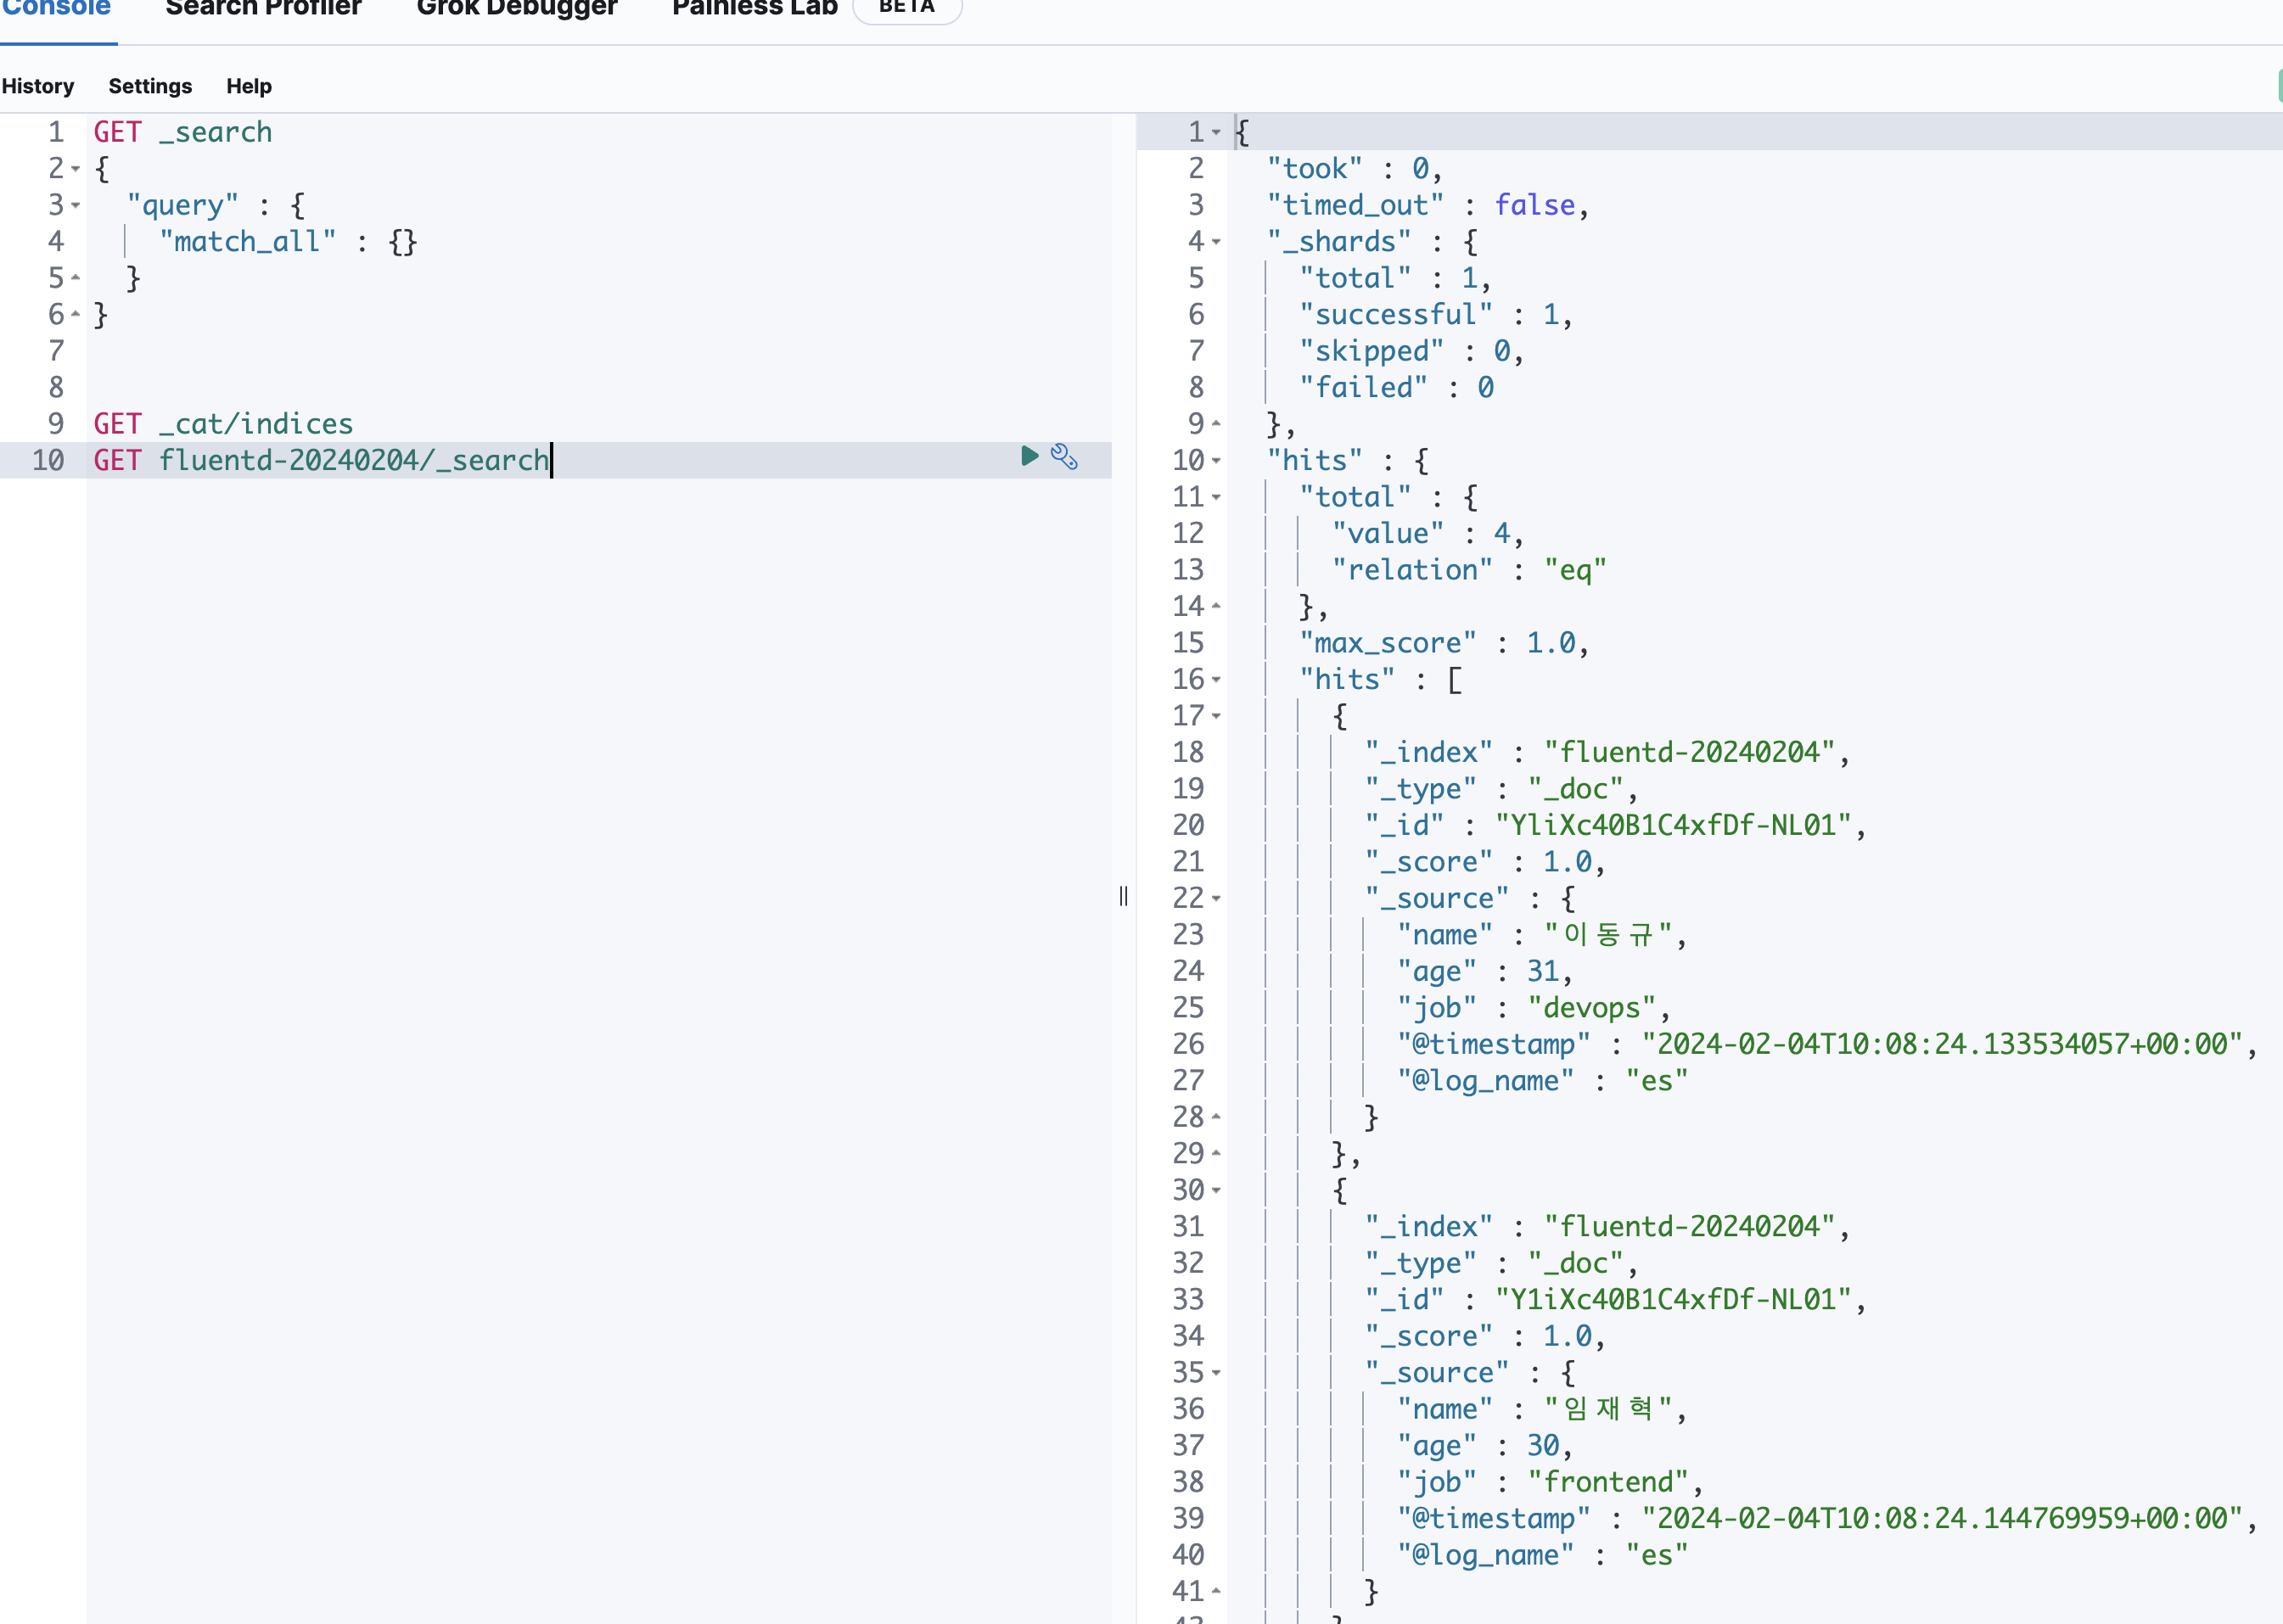 Console Search Profiler Grok Debugger Painless Lab BETA
History Settings Help
1 GET _search
2 {
3 "query" : {
4 "match_all" : {}
5 }
6 }
7
8
9 GET _cat/indices
10 GET fluentd-20240204/_search
1 {
2 "took" : 0,
3 "timed_out" : false,
4 "_shards" : {
5 "total" : 1,
6 "successful" : 1,
7 "skipped" : 0,
8 "failed" : 0
9 },
10 "hits" : {
11 "total" : {
12 "value" : 4,
13 "relation" : "eq"
14 },
15 "max_score" : 1.0,
16 "hits" : [
17 {
18 "_index" : "fluentd-20240204",
19 "_type" : "_doc",
20 "_id" : "YliXc40B1C4xfDf-NL01",
21 "_score" : 1.0,
22 "_source" : {
23 "name" : "이동규",
24 "age" : 31,
25 "job" : "devops",
26 "@timestamp" : "2024-02-04T10:08:24.133534057+00:00",
27 "@log_name" : "es"
28 }
29 },
30 {
31 "_index" : "fluentd-20240204",
32 "_type" : "_doc",
33 "_id" : "Y1iXc40B1C4xfDf-NL01",
34 "_score" : 1.0,
35 "_source" : {
36 "name" : "임재혁",
37 "age" : 30,
38 "job" : "frontend",
39 "@timestamp" : "2024-02-04T10:08:24.144769959+00:00",
40 "@log_name" : "es"
41 }